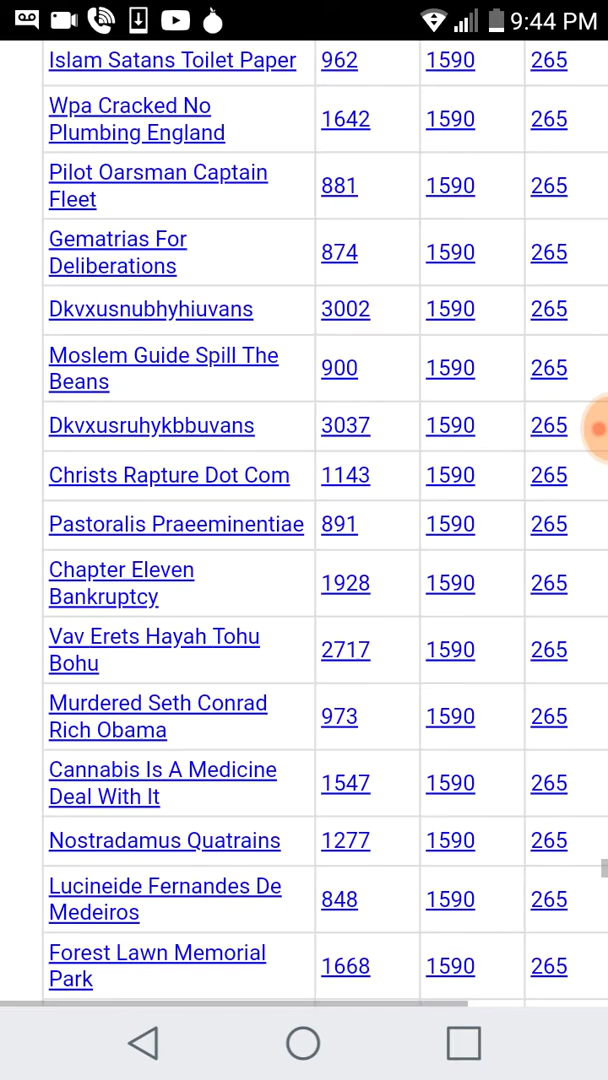 9:44 PM
Islam Satans Toilet Paper 962 1590 265
Wpa Cracked No
Plumbing England 1642 1590 265
Pilot Oarsman Captain
Fleet 881 1590 265
Gematrias For
Deliberations 874 1590 265
Dkvxusnubhyhiuvans 3002 1590 265
Moslem Guide Spill The
Beans 900 1590 265
Dkvxusruhykbbuvans 3037 1590 265
Christs Rapture Dot Com 1143 1590 265
Pastoralis Praeeminentiae 891 1590 265
Chapter Eleven
Bankruptcy 1928 1590 265
Vav Erets Hayah Tohu
Bohu 2717 1590 265
Murdered Seth Conrad
Rich Obama 973 1590 265
Cannabis Is A Medicine
Deal With It 1547 1590 265
Nostradamus Quatrains 1277 1590 265
Lucineide Fernandes De
Medeiros 848 1590 265
Forest Lawn Memorial
Park 1668 1590 265